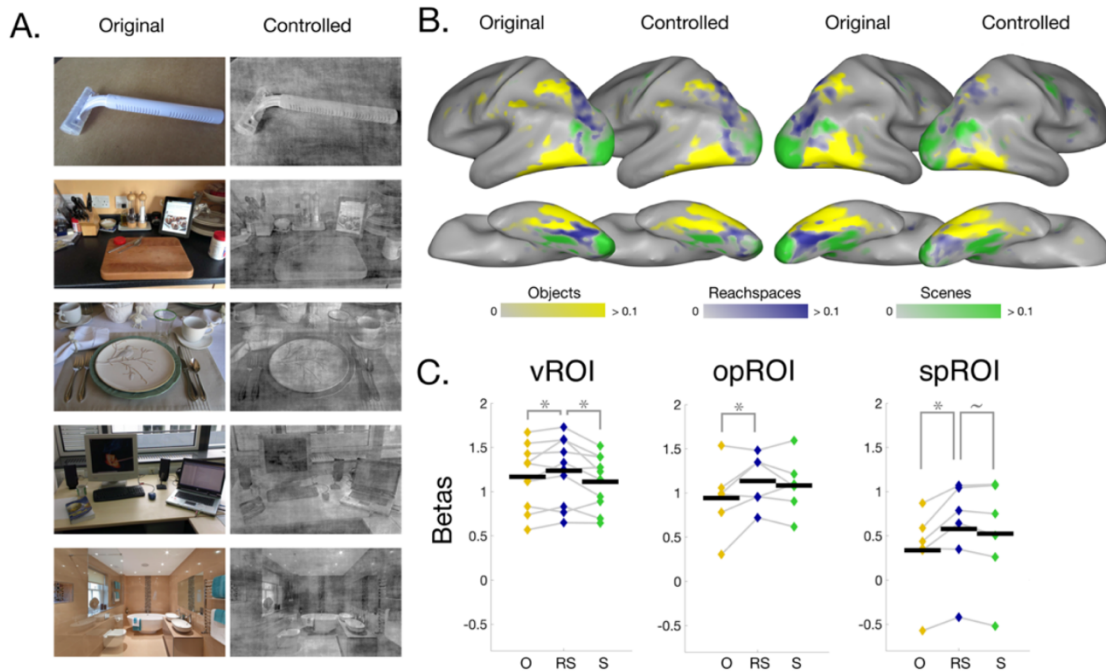 A.
Original Controlled
B.
Original Controlled Original Controlled
Objects Reachspaces Scenes
0 > 0.1 0 > 0.1 0 > 0.1
C.
vROI opROI spROI
Betas
2 2 2
* * * * ~
1.5 1.5 1.5
1 1 1
0.5 0.5 0.5
0 0 0
-0.5 -0.5 -0.5
O RS S O RS S O RS S